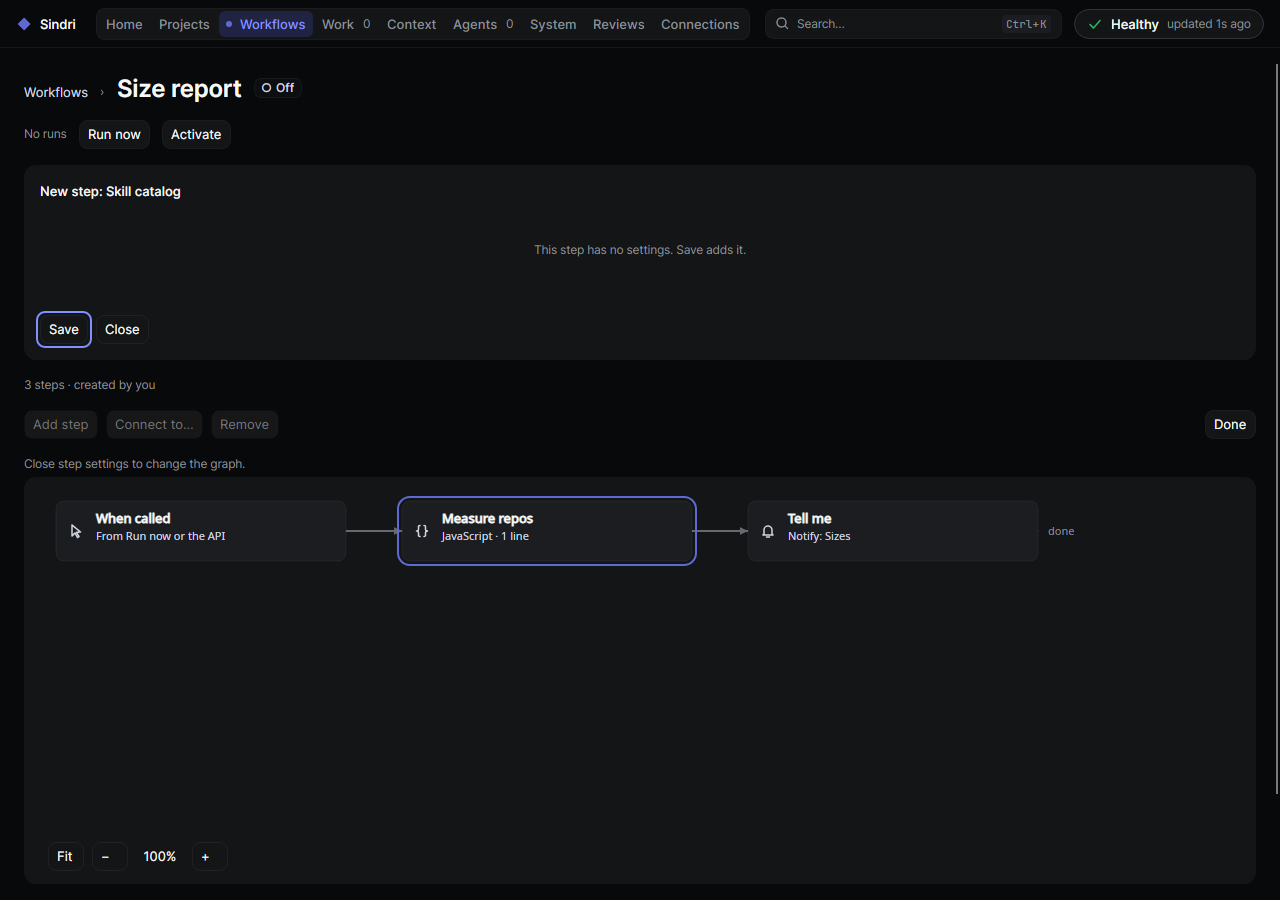 Sindri
Home Projects Workflows Work 0 Context Agents 0 System Reviews Connections
Search... Ctrl+K
Healthy updated 1s ago
Workflows › Size report Off
No runs Run now Activate
New step: Skill catalog
This step has no settings. Save adds it.
Save Close
3 steps · created by you
Add step Connect to... Remove Done
Close step settings to change the graph.
When called
From Run now or the API
{} Measure repos
JavaScript · 1 line
Tell me
Notify: Sizes
done
Fit − 100% +